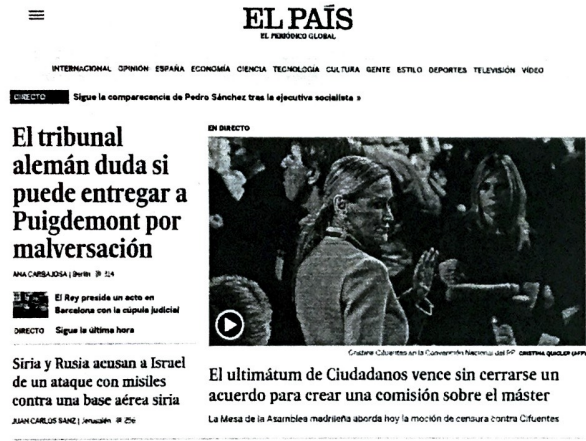 EL PAÍS
EL PERIÓDICO GLOBAL
INTERNACIONAL OPINIÓN ESPAÑA ECONOMÍA CIENCIA TECNOLOGÍA CULTURA GENTE ESTILO DEPORTES TELEVISIÓN VÍDEO
DIRECTO Sigue la comparecencia de Pedro Sánchez tras la ejecutiva socialista »
El tribunal
alemán duda si
puede entregar a
Puigdemont por
malversación
ANA CARBAJOSA | Berlín 314
El Rey preside un acto en
Barcelona con la cúpula judicial
DIRECTO Sigue la última hora
Siria y Rusia acusan a Israel
de un ataque con misiles
contra una base aérea siria
JUAN CARLOS SANZ | Jerusalén 256
EN DIRECTO
Cristina Cifuentes en la Convención Nacional del PP. CRISTINA QUICLER (AFP)
El ultimátum de Ciudadanos vence sin cerrarse un
acuerdo para crear una comisión sobre el máster
La Mesa de la Asamblea madrileña aborda hoy la moción de censura contra Cifuentes